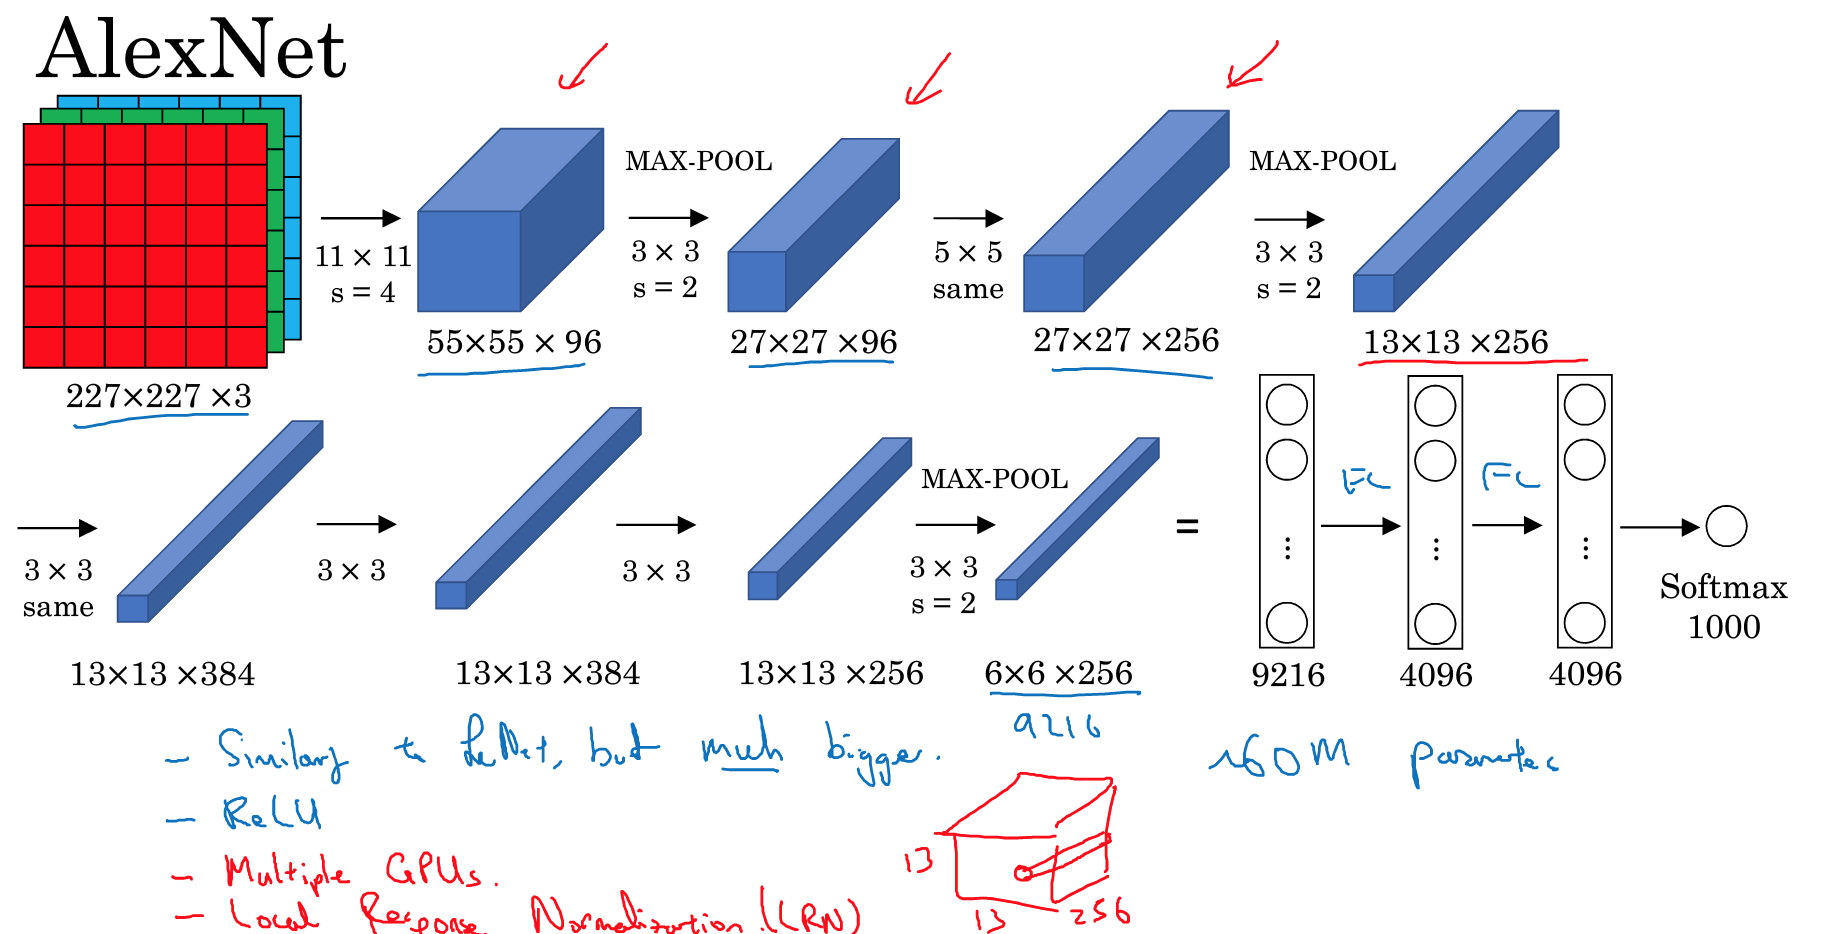 AlexNet
MAX-POOL
MAX-POOL
11 × 11
s = 4
3 × 3
s = 2
5 × 5
same
3 × 3
s = 2
227×227 ×3
55×55 × 96
27×27 ×96
27×27 ×256
13×13 ×256
3 × 3
same
3 × 3
3 × 3
MAX-POOL
3 × 3
s = 2
=
FC
FC
⋮
⋮
⋮
Softmax
1000
13×13 ×384
13×13 ×384
13×13 ×256
6×6 ×256
9216
4096
4096
9216
- Similary to LeNet, but much bigger.
~60M parameters
- ReLU
- Multiple GPUs.
- Local Response Normalization. (LRN)
13
13
256